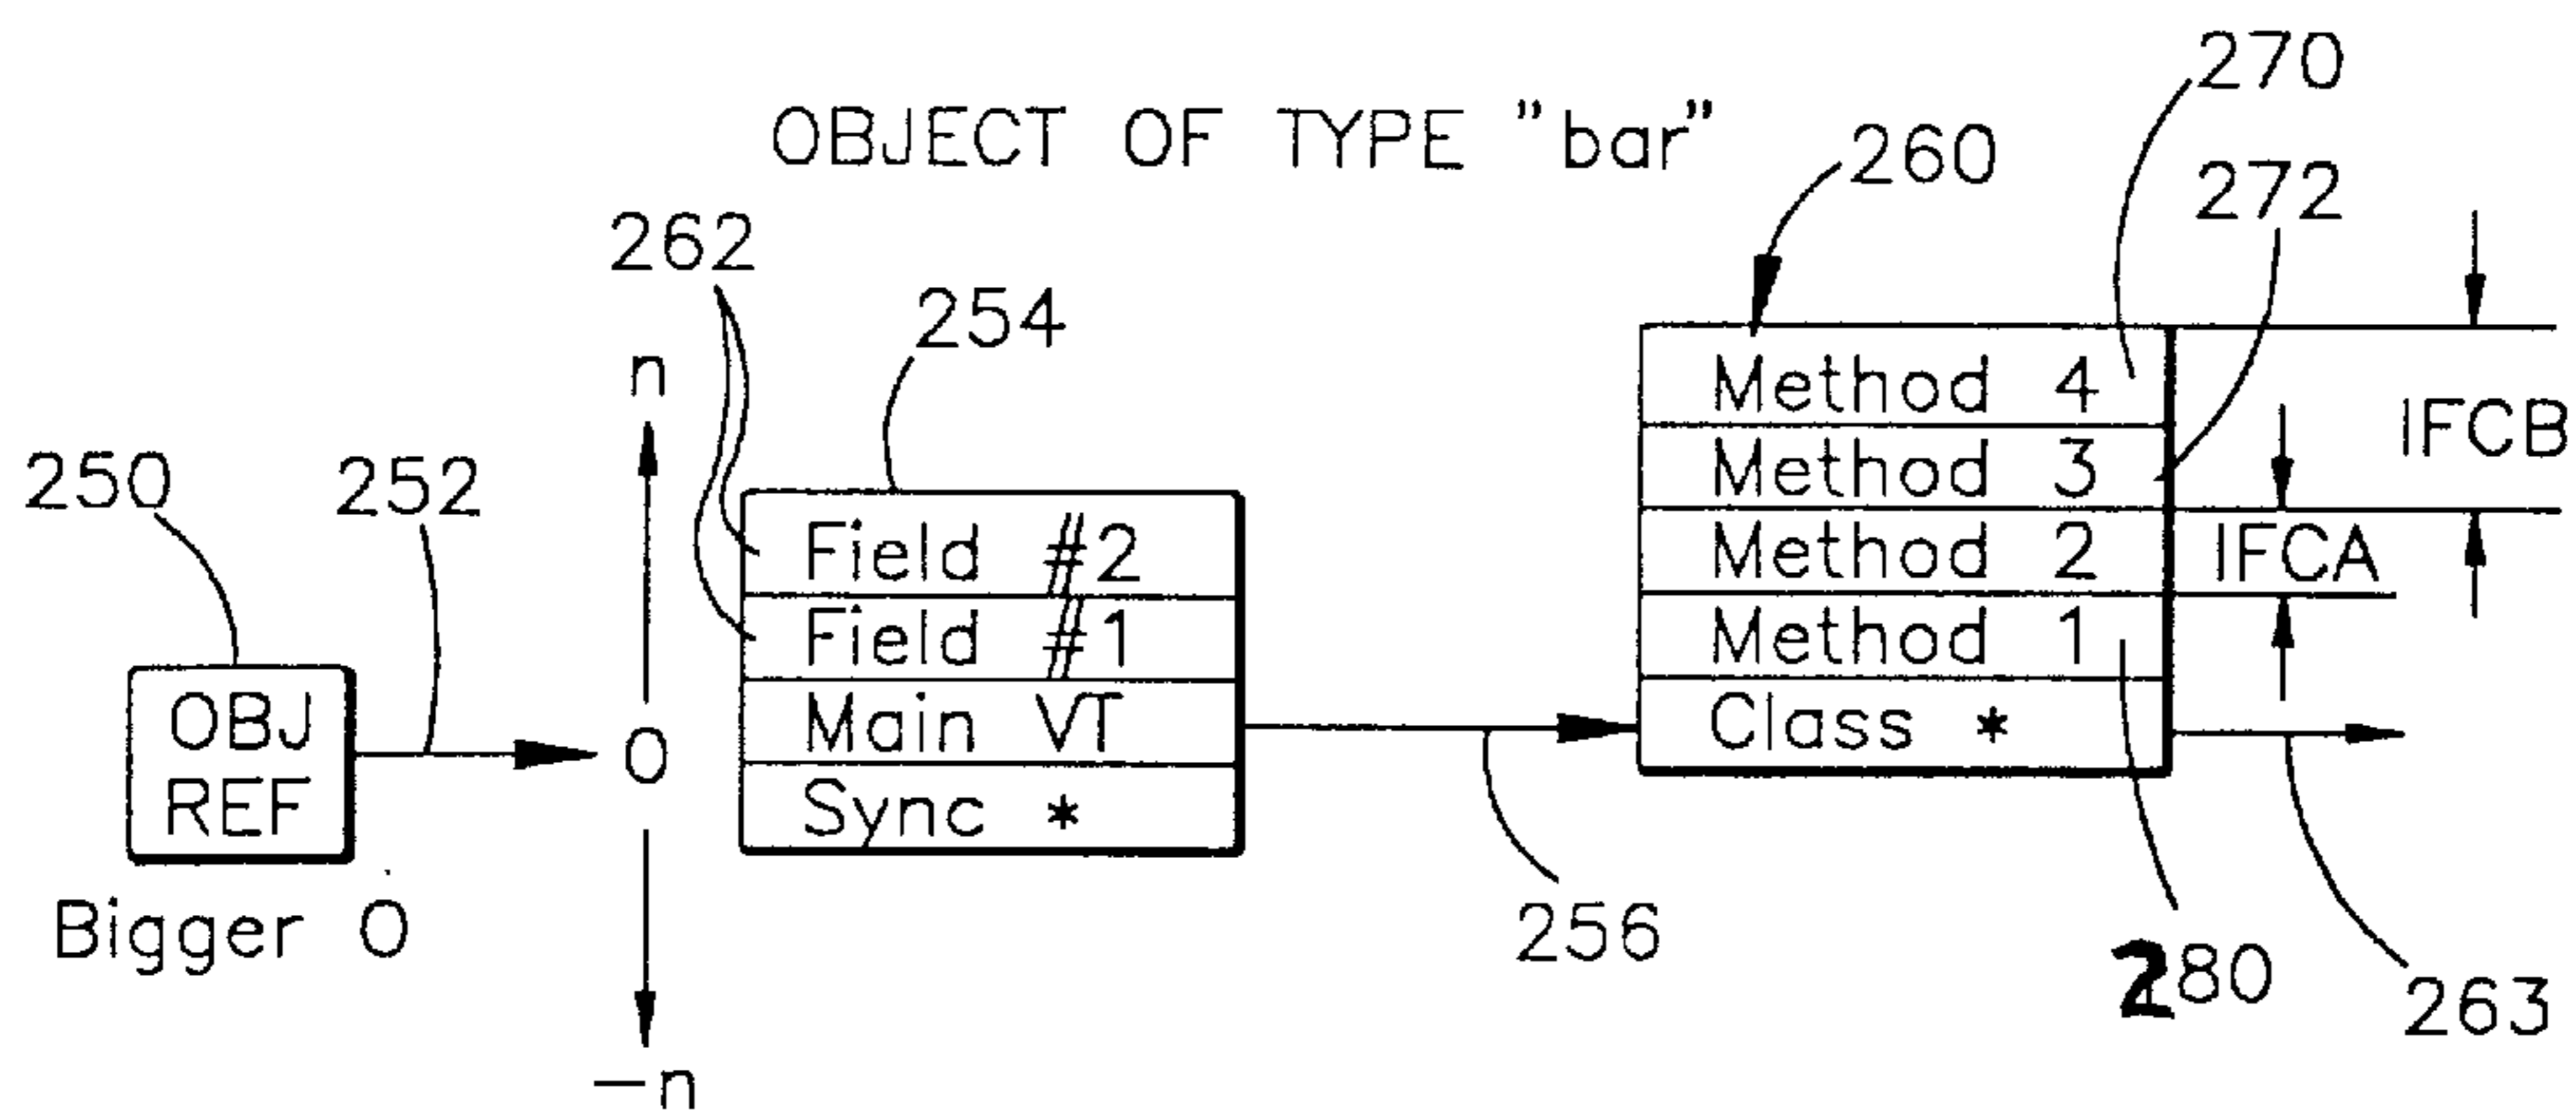 270
OBJECT OF TYPE "bar"
260
272
262
254
n
250
252
Method 4
IFCB
Method 3
Field #2
Method 2
IFCA
Field #1
Method 1
OBJ
REF
O
Main VT
Class *
Sync *
Bigger O
256
280
263
-n